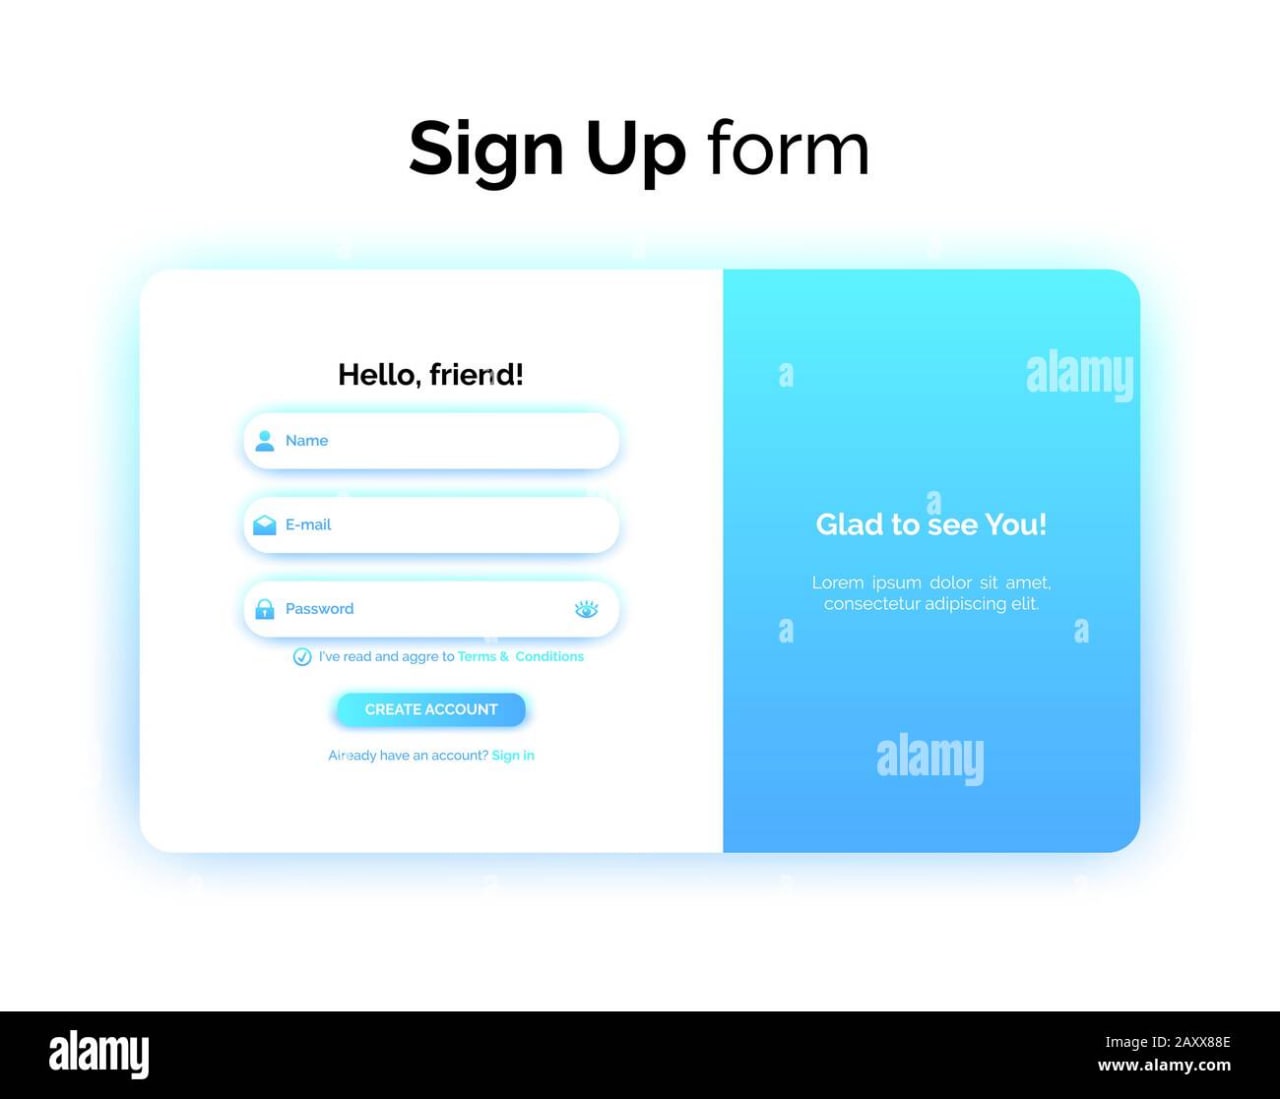 Sign Up form
Hello, friend!
Name
E-mail
Password
I've read and aggre to Terms & Conditions
CREATE ACCOUNT
Already have an account? Sign in
Glad to see You!
Lorem ipsum dolor sit amet,
consectetur adipiscing elit.
a
a
a
a
alamy
a
a
a
a
alamy
a
a
a
a
alamy
Image ID: 2AXX88E
www.alamy.com